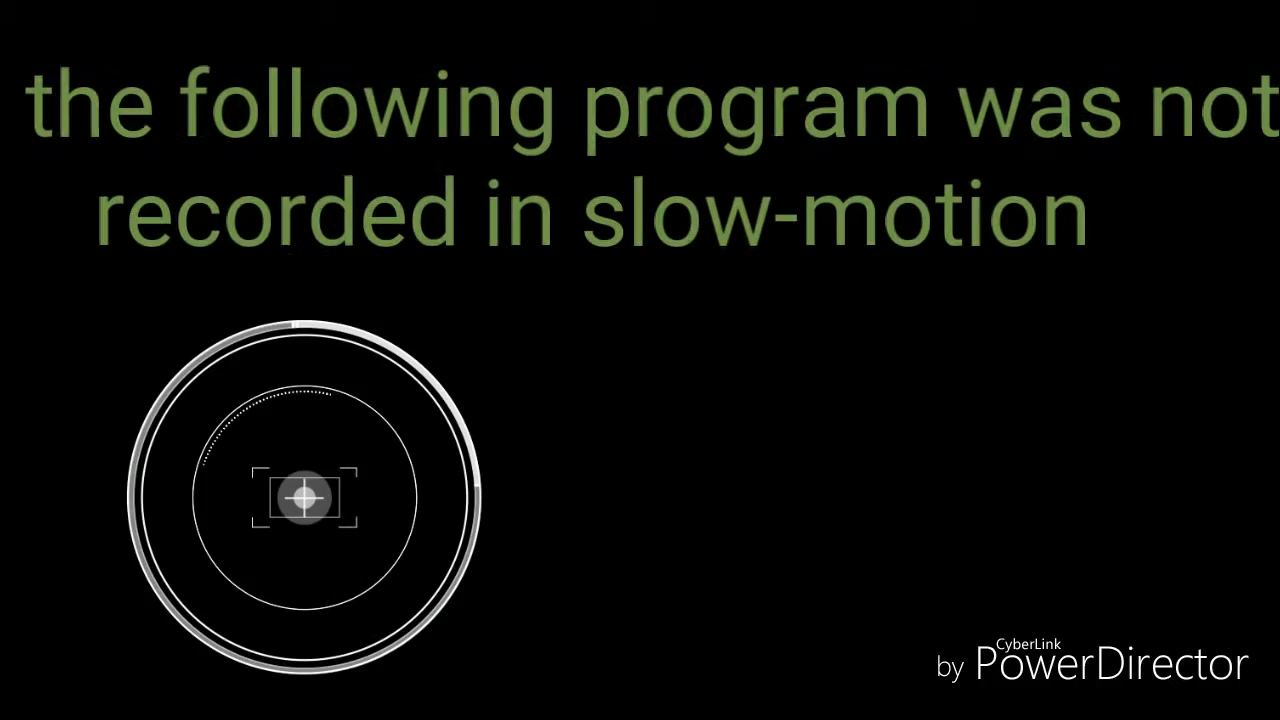 the following program was not
recorded in slow-motion
CyberLink
by PowerDirector